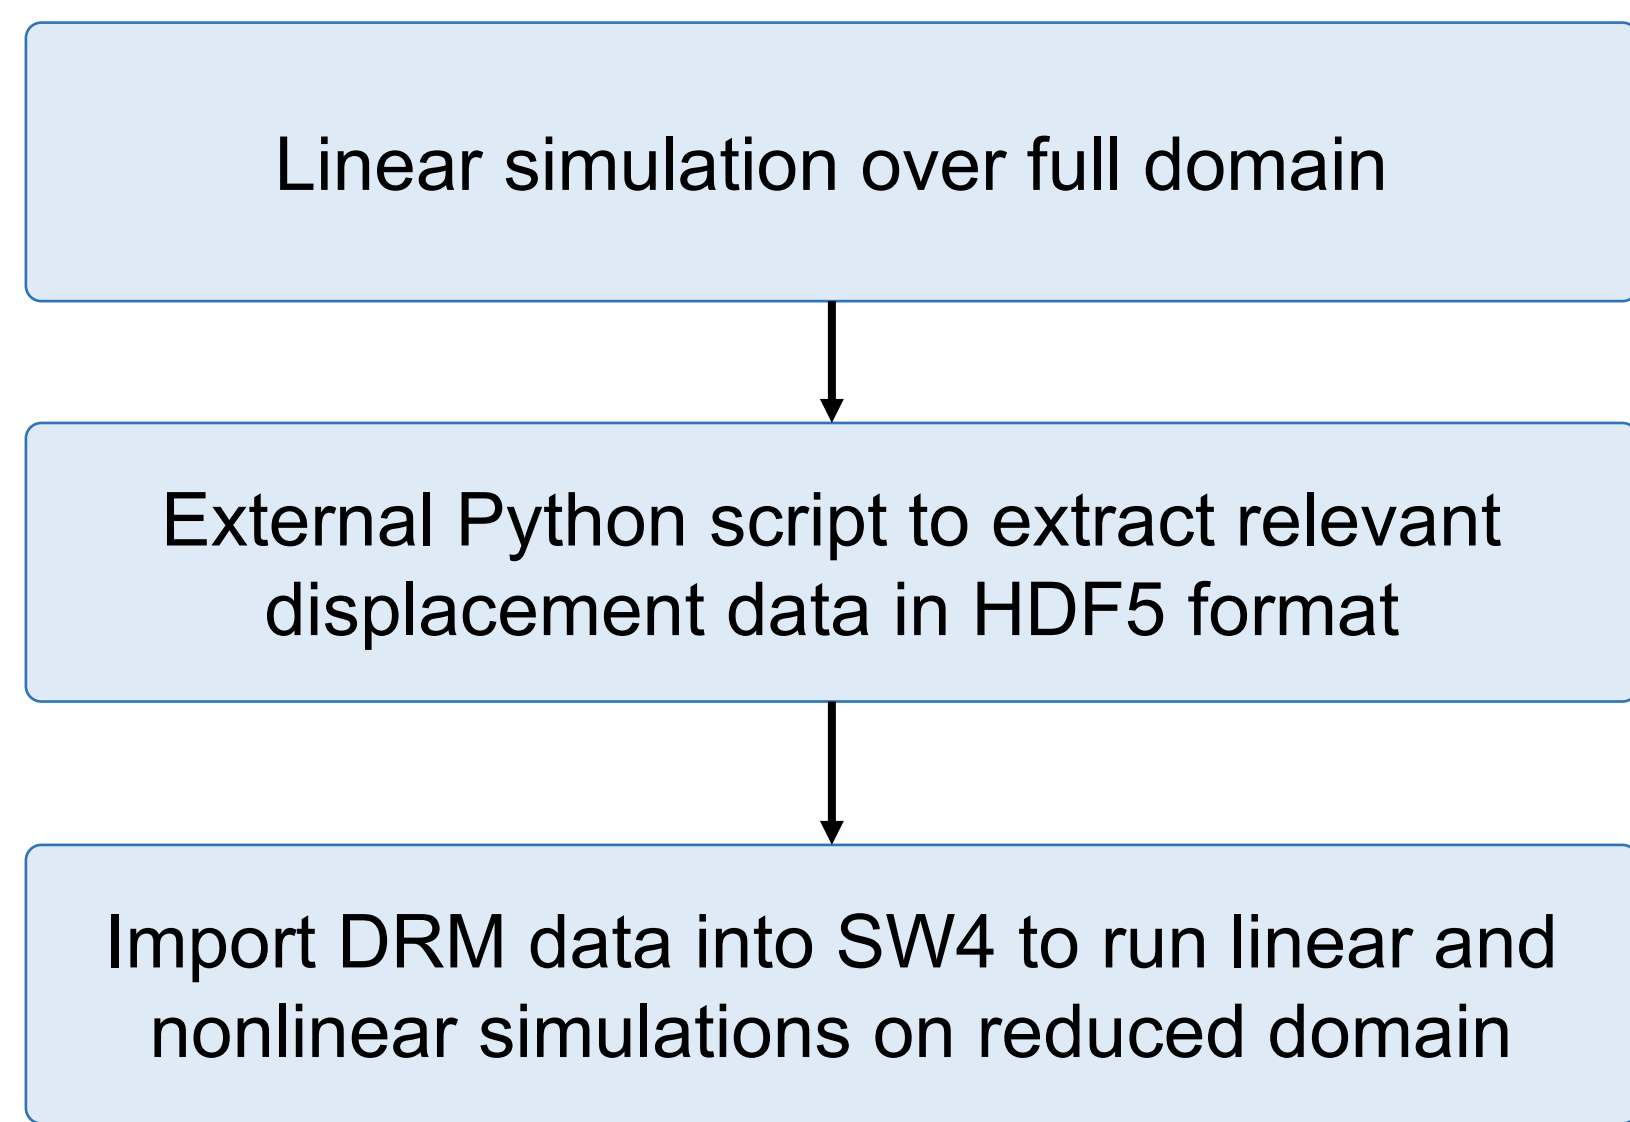 Linear simulation over full domain
External Python script to extract relevant
displacement data in HDF5 format
Import DRM data into SW4 to run linear and
nonlinear simulations on reduced domain